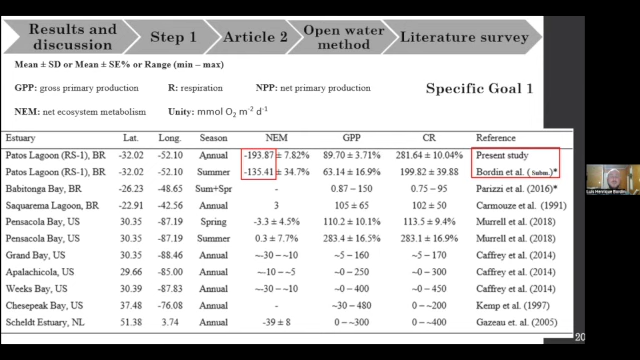 Results and discussion
Step 1
Article 2
Open water method
Literature survey
Mean ± SD or Mean ± SE% or Range (min – max)
GPP: gross primary production R: respiration NPP: net primary production
NEM: net ecosystem metabolism Unity: mmol O₂ m⁻² d⁻¹
Specific Goal 1
Estuary Lat. Long. Season NEM GPP CR Reference
Patos Lagoon (RS-1), BR -32.02 -52.10 Annual -193.87 ± 7.82% 89.70 ± 3.71% 281.64 ± 10.04% Present study
Patos Lagoon (RS-1), BR -32.02 -52.10 Summer -135.41 ± 34.7% 63.14 ± 16.9% 199.82 ± 39.88 Bordin et al. (Subm.)*
Babitonga Bay, BR -26.23 -48.65 Sum+Spr - 0.87 - 150 0.75 - 95 Parizzi et al. (2016)*
Saquarema Lagoon, BR -22.91 -42.56 Annual 3 105 ± 65 102 ± 50 Carmouze et al. (1991)
Pensacola Bay, US 30.35 -87.19 Spring -3.3 ± 4.5% 110.2 ± 10.1% 113.5 ± 9.4% Murrell et al. (2018)
Pensacola Bay, US 30.35 -87.19 Summer 0.3 ± 7.7% 283.4 ± 16.5% 283.1 ± 16.9% Murrell et al. (2018)
Grand Bay, US 30.35 -88.46 Annual ~-30 - ~10 ~5 - 160 ~5 - 170 Caffrey et al. (2014)
Apalachicola, US 29.66 -85.00 Annual ~-10 - ~5 ~0 - 250 ~0 - 300 Caffrey et al. (2014)
Weeks Bay, US 30.39 -87.83 Annual ~-30 - ~10 ~0 - 400 ~0 - 450 Caffrey et al. (2014)
Chesepeak Bay, US 37.48 -76.08 Annual - ~30 - 480 0 - ~200 Kemp et al. (1997)
Scheldt Estuary, NL 51.38 3.74 Annual -39 ± 8 0 - ~300 0 - ~400 Gazeau et. al. (2005)
20
Luis Henrique Bordin